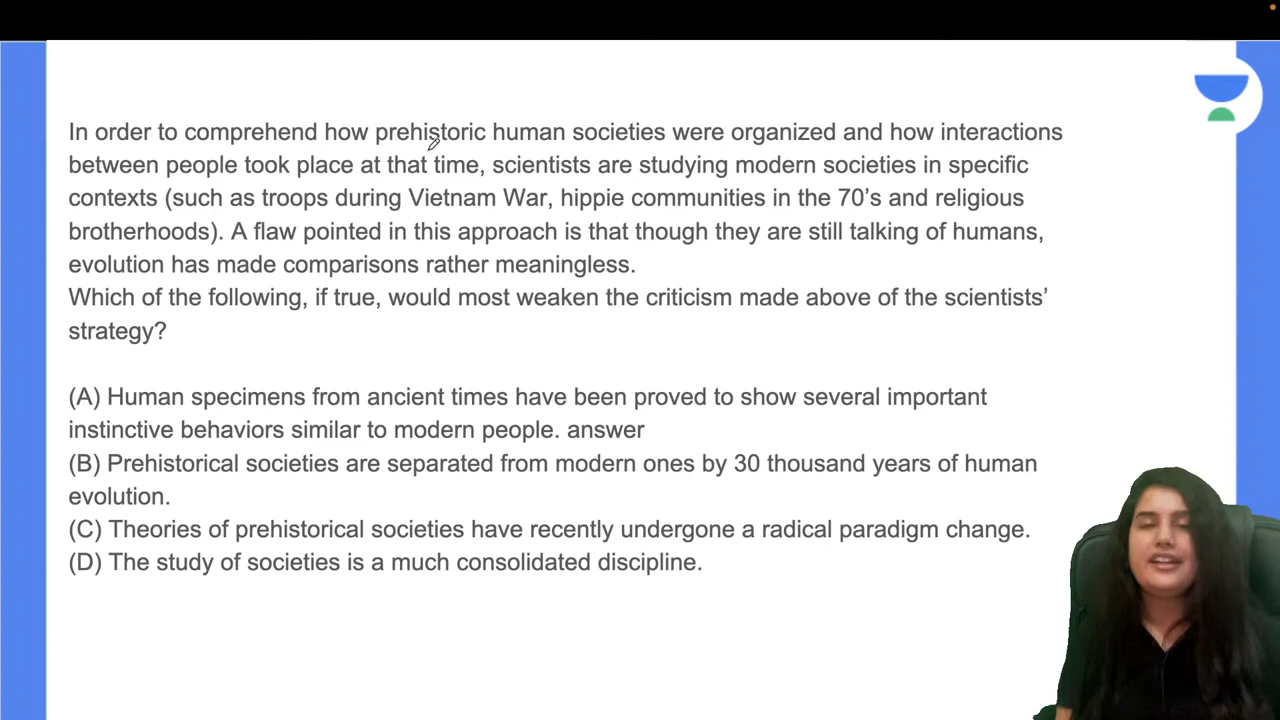 In order to comprehend how prehistoric human societies were organized and how interactions
between people took place at that time, scientists are studying modern societies in specific
contexts (such as troops during Vietnam War, hippie communities in the 70's and religious
brotherhoods). A flaw pointed in this approach is that though they are still talking of humans,
evolution has made comparisons rather meaningless.
Which of the following, if true, would most weaken the criticism made above of the scientists'
strategy?
(A) Human specimens from ancient times have been proved to show several important
instinctive behaviors similar to modern people. answer
(B) Prehistorical societies are separated from modern ones by 30 thousand years of human
evolution.
(C) Theories of prehistorical societies have recently undergone a radical paradigm change.
(D) The study of societies is a much consolidated discipline.